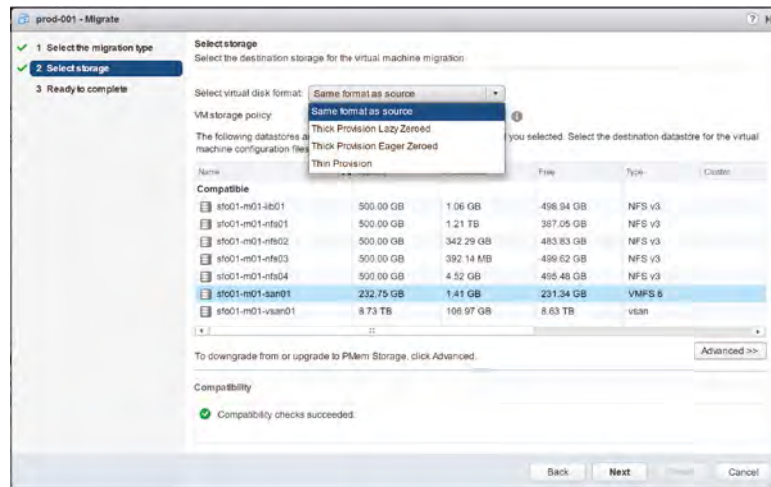 prod-001 - Migrate
1 Select the migration type
2 Select storage
3 Ready to complete
Select storage
Select the destination storage for the virtual machine migration
Select virtual disk format: Same format as source
Same format as source
Thick Provision Lazy Zeroed
Thick Provision Eager Zeroed
Thin Provision
VM storage policy
The following datastores a you selected. Select the destination datastore for the virtual
machine configuration files
Name Free Type Cluster
Compatible
sfo01-m01-lib01 500.00 GB 1.06 GB 498.94 GB NFS v3
sfo01-m01-nfs01 500.00 GB 1.21 TB 387.05 GB NFS v3
sfo01-m01-nfs02 500.00 GB 342.29 GB 483.83 GB NFS v3
sfo01-m01-nfs03 500.00 GB 392.14 MB 499.62 GB NFS v3
sfo01-m01-nfs04 500.00 GB 4.52 GB 495.48 GB NFS v3
sfo01-m01-san01 232.75 GB 1.41 GB 231.34 GB VMFS 6
sfo01-m01-vsan01 8.73 TB 106.97 GB 8.63 TB vsan
To downgrade from or upgrade to PMem Storage, click Advanced.
Advanced >>
Compatibility
Compatibility checks succeeded.
Back Next Cancel